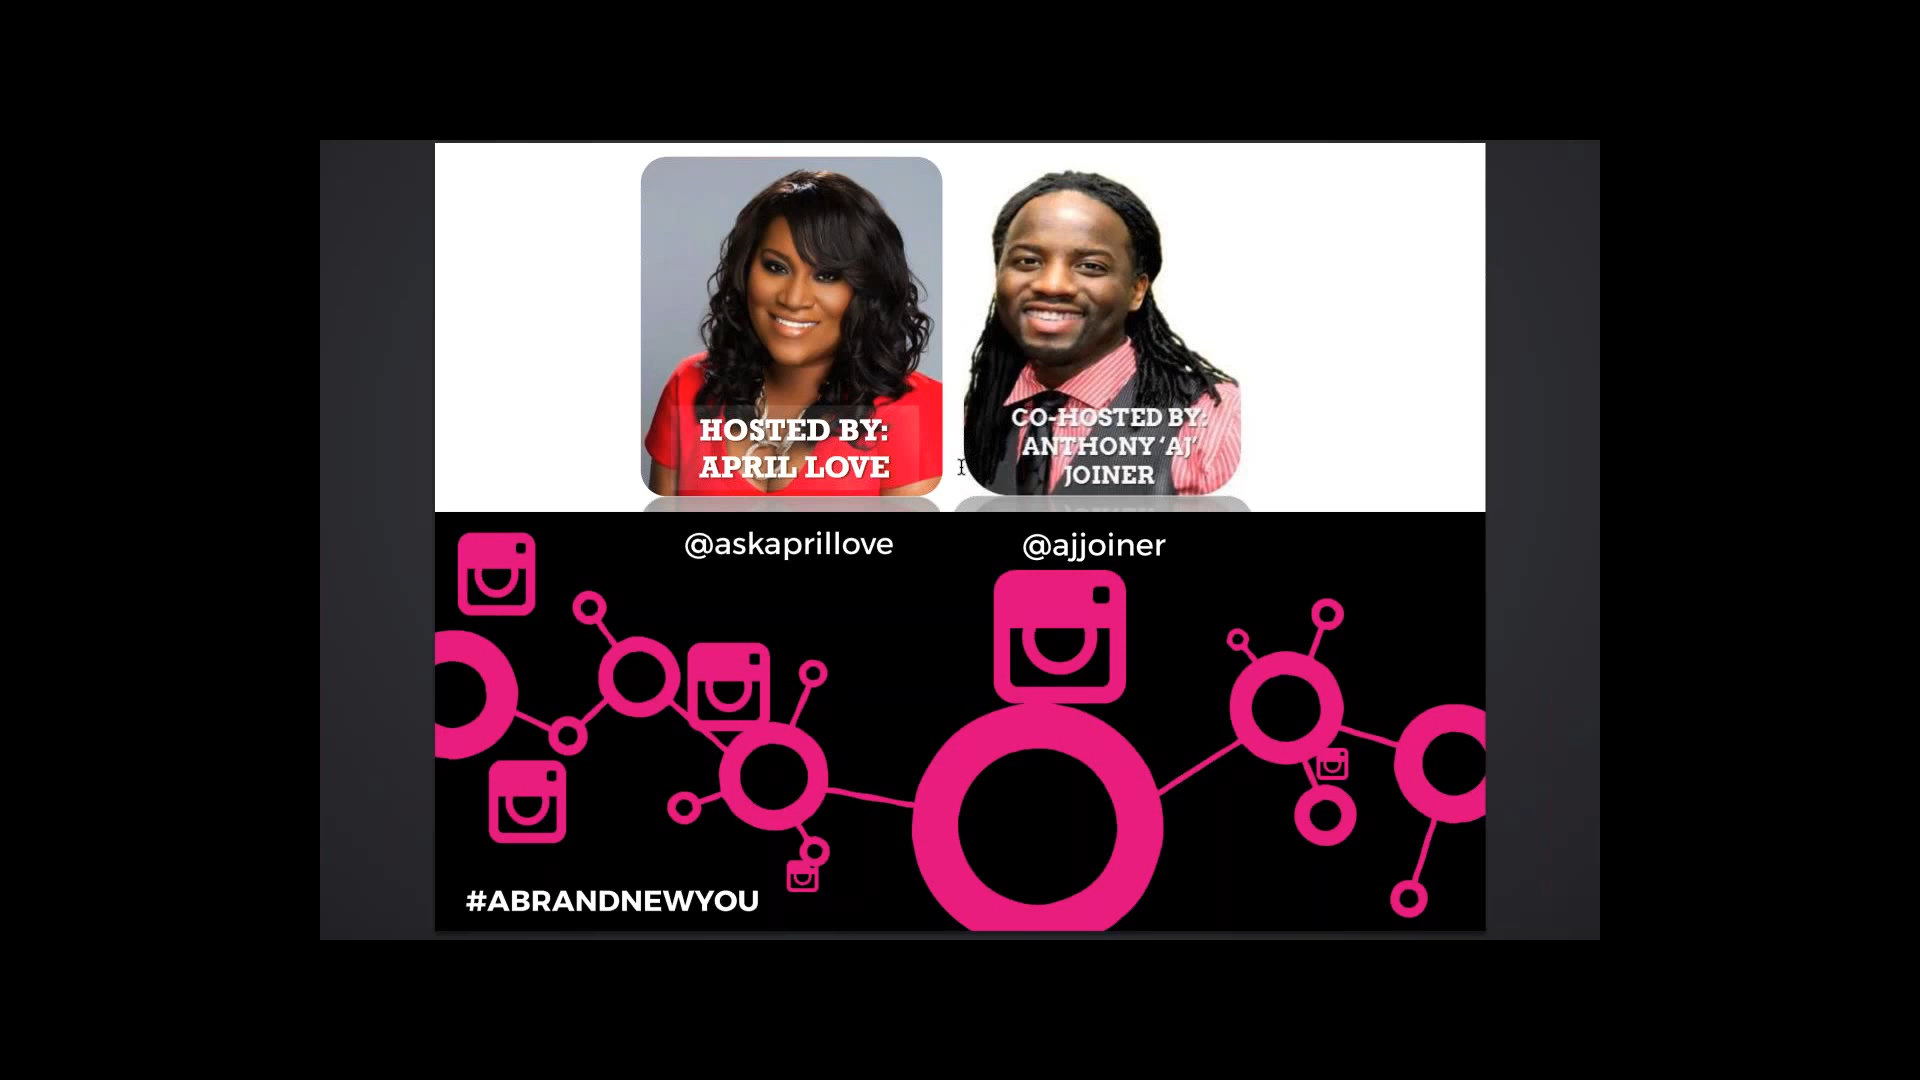 HOSTED BY:
APRIL LOVE
CO-HOSTED BY:
ANTHONY ‘AJ’
JOINER
@askaprillove
@ajjoiner
#ABRANDNEWYOU